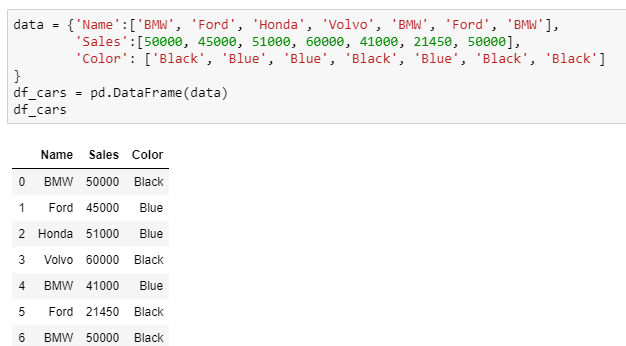 data = {'Name':['BMW', 'Ford', 'Honda', 'Volvo', 'BMW', 'Ford', 'BMW'],
        'Sales':[50000, 45000, 51000, 60000, 41000, 21450, 50000],
        'Color': ['Black', 'Blue', 'Blue', 'Black', 'Blue', 'Black', 'Black']
}
df_cars = pd.DataFrame(data)
df_cars
Name Sales Color
0 BMW 50000 Black
1 Ford 45000 Blue
2 Honda 51000 Blue
3 Volvo 60000 Black
4 BMW 41000 Blue
5 Ford 21450 Black
6 BMW 50000 Black